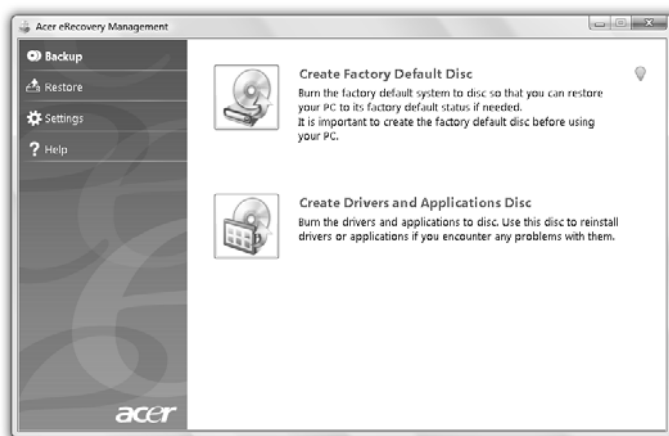 Acer eRecovery Management
Backup
Restore
Settings
? Help
Create Factory Default Disc
Burn the factory default system to disc so that you can restore
your PC to its factory default status if needed.
It is important to create the factory default disc before using
your PC.
Create Drivers and Applications Disc
Burn the drivers and applications to disc. Use this disc to reinstall
drivers or applications if you encounter any problems with them.
acer